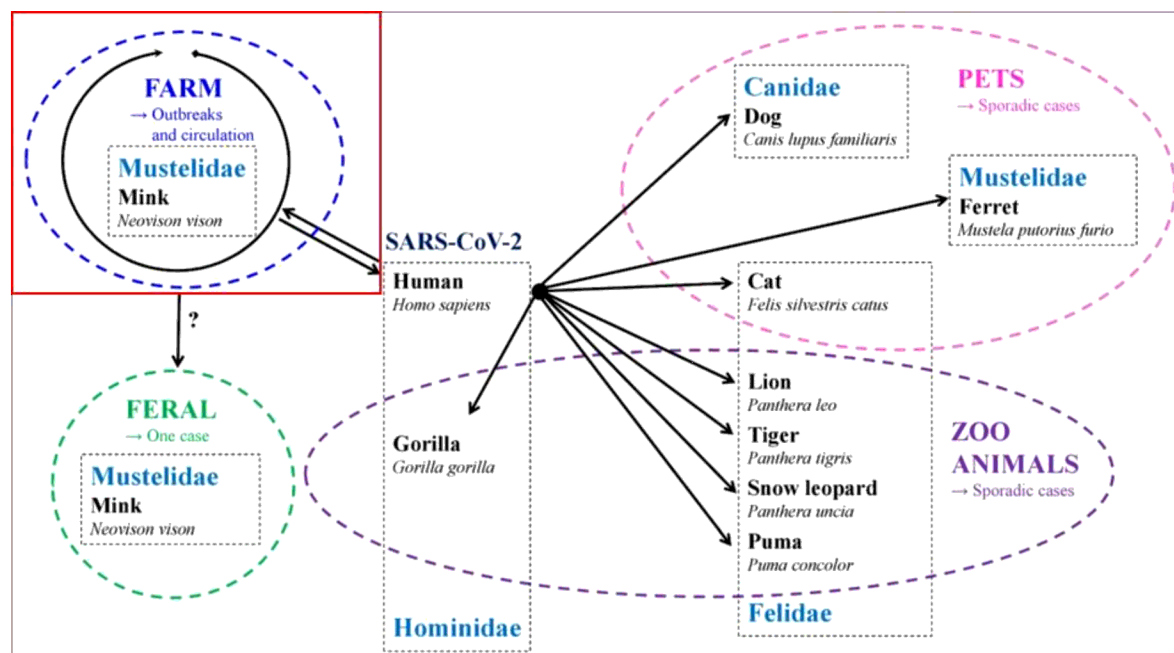 FARM
→ Outbreaks
and circulation
Mustelidae
Mink
Neovison vison
?
FERAL
→ One case
Mustelidae
Mink
Neovison vison
SARS-CoV-2
Human
Homo sapiens
Gorilla
Gorilla gorilla
Hominidae
Canidae
Dog
Canis lupus familiaris
PETS
→ Sporadic cases
Mustelidae
Ferret
Mustela putorius furio
Cat
Felis silvestris catus
Lion
Panthera leo
Tiger
Panthera tigris
Snow leopard
Panthera uncia
Puma
Puma concolor
Felidae
ZOO
ANIMALS
→ Sporadic cases